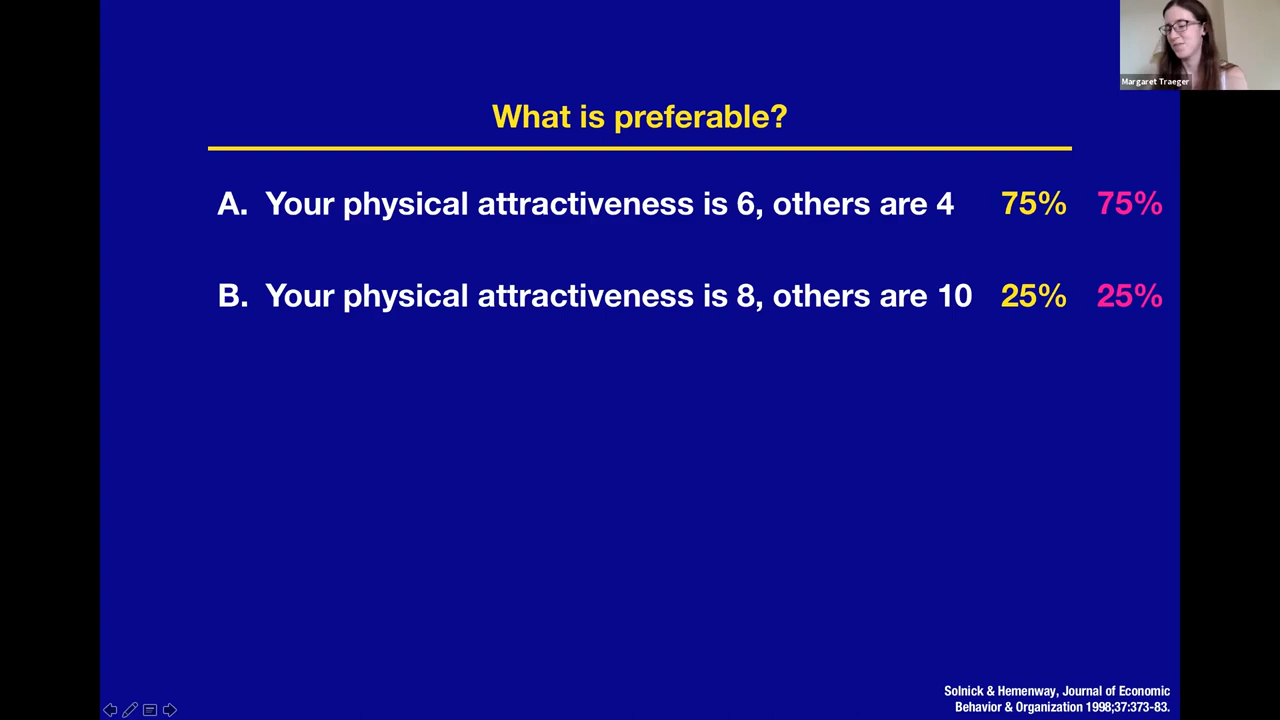 Margaret Traeger
What is preferable?
A. Your physical attractiveness is 6, others are 4 75% 75%
B. Your physical attractiveness is 8, others are 10 25% 25%
Solnick & Hemenway, Journal of Economic
Behavior & Organization 1998;37:373-83.